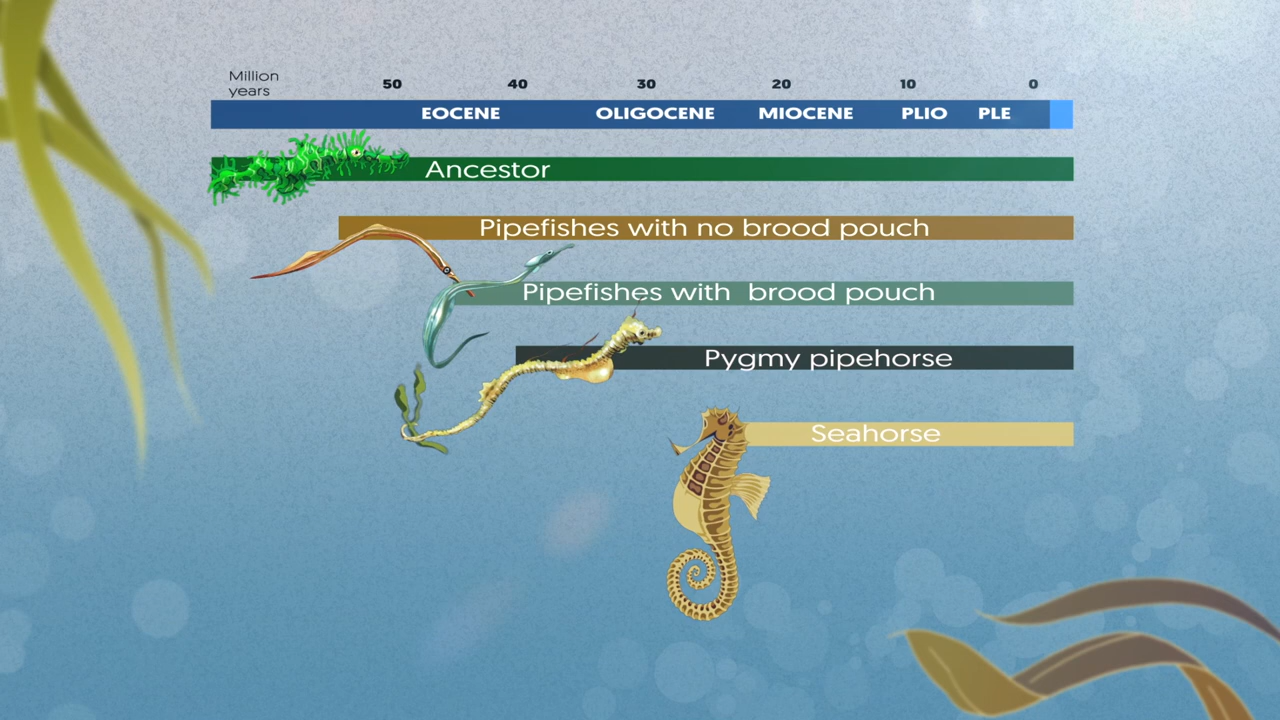 Million
years
50 40 30 20 10 0
EOCENE OLIGOCENE MIOCENE PLIO PLE
Ancestor
Pipefishes with no brood pouch
Pipefishes with  brood pouch
Pygmy pipehorse
Seahorse